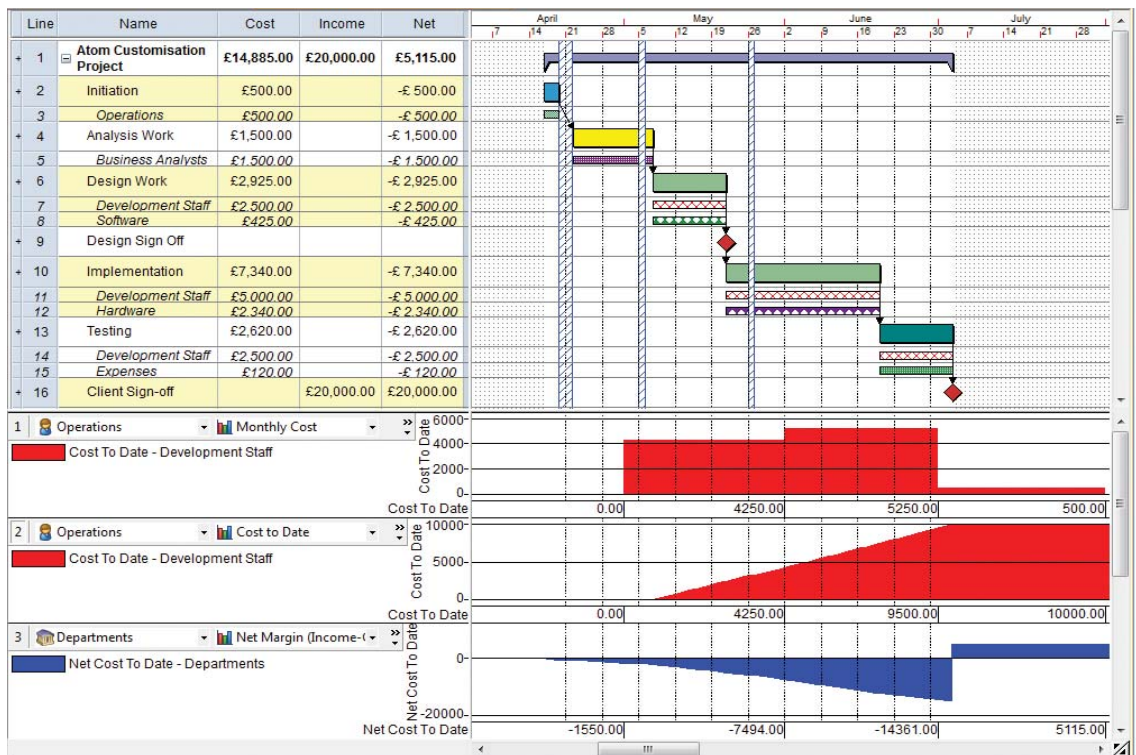 Line Name Cost Income Net
April May June July
7 14 21 28 5 12 19 26 2 9 16 23 30 7 14 21 28
1 Atom Customisation Project £14,885.00 £20,000.00 £5,115.00
2 Initiation £500.00 -£ 500.00
3 Operations £500.00 -£ 500.00
4 Analysis Work £1,500.00 -£ 1,500.00
5 Business Analysts £1,500.00 -£ 1,500.00
6 Design Work £2,925.00 -£ 2,925.00
7 Development Staff £2,500.00 -£ 2,500.00
8 Software £425.00 -£ 425.00
9 Design Sign Off
10 Implementation £7,340.00 -£ 7,340.00
11 Development Staff £5,000.00 -£ 5,000.00
12 Hardware £2,340.00 -£ 2,340.00
13 Testing £2,620.00 -£ 2,620.00
14 Development Staff £2,500.00 -£ 2,500.00
15 Expenses £120.00 -£ 120.00
16 Client Sign-off £20,000.00 £20,000.00
1 Operations Monthly Cost
Cost To Date - Development Staff
Cost To Date
6000
4000
2000
0
Cost To Date 0.00 4250.00 5250.00 500.00
2 Operations Cost to Date
Cost To Date - Development Staff
Cost To Date
10000
5000
0
Cost To Date 0.00 4250.00 9500.00 10000.00
3 Departments Net Margin (Income-(
Net Cost To Date - Departments
Net Cost To Date
0
-20000
Net Cost To Date -1550.00 -7494.00 -14361.00 5115.00